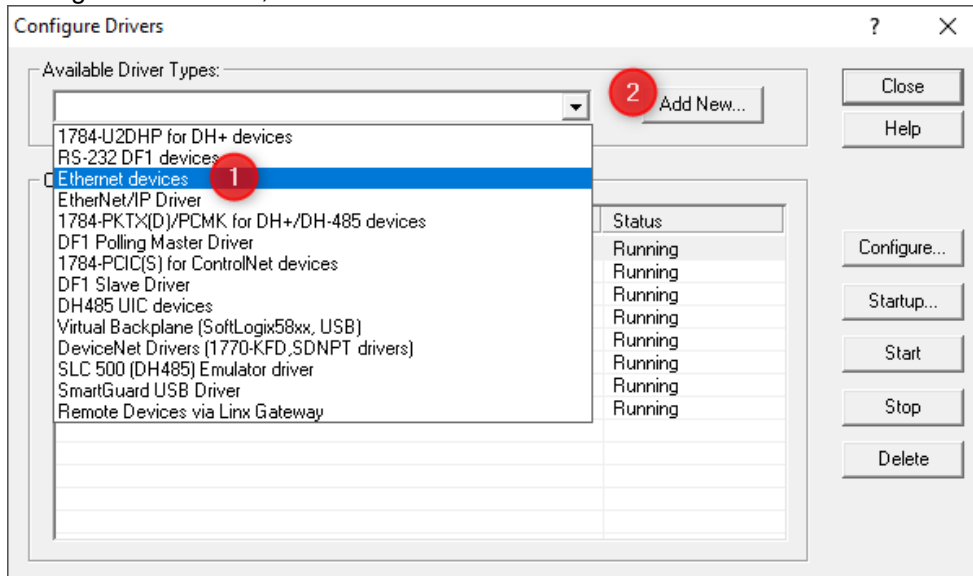 Configure Drivers ? ×
Available Driver Types:
2 Add New...
Close
Help
1784-U2DHP for DH+ devices
RS-232 DF1 devices
Ethernet devices 1
EtherNet/IP Driver
1784-PKTX(D)/PCMK for DH+/DH-485 devices
DF1 Polling Master Driver
1784-PCIC(S) for ControlNet devices
DF1 Slave Driver
DH485 UIC devices
Virtual Backplane (SoftLogix58xx, USB)
DeviceNet Drivers (1770-KFD,SDNPT drivers)
SLC 500 (DH485) Emulator driver
SmartGuard USB Driver
Remote Devices via Linx Gateway
Status
Running
Running
Running
Running
Running
Running
Running
Running
Configure...
Startup...
Start
Stop
Delete